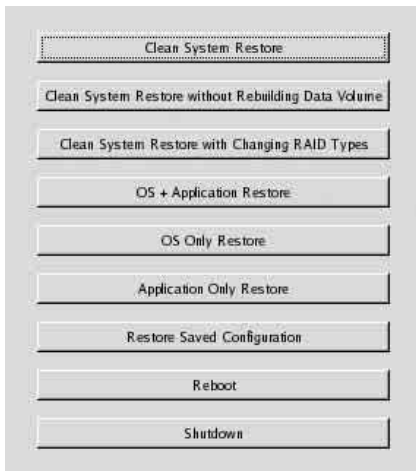 Clean System Restore
Clean System Restore without Rebuilding Data Volume
Clean System Restore with Changing RAID Types
OS + Application Restore
OS Only Restore
Application Only Restore
Restore Saved Configuration
Reboot
Shutdown